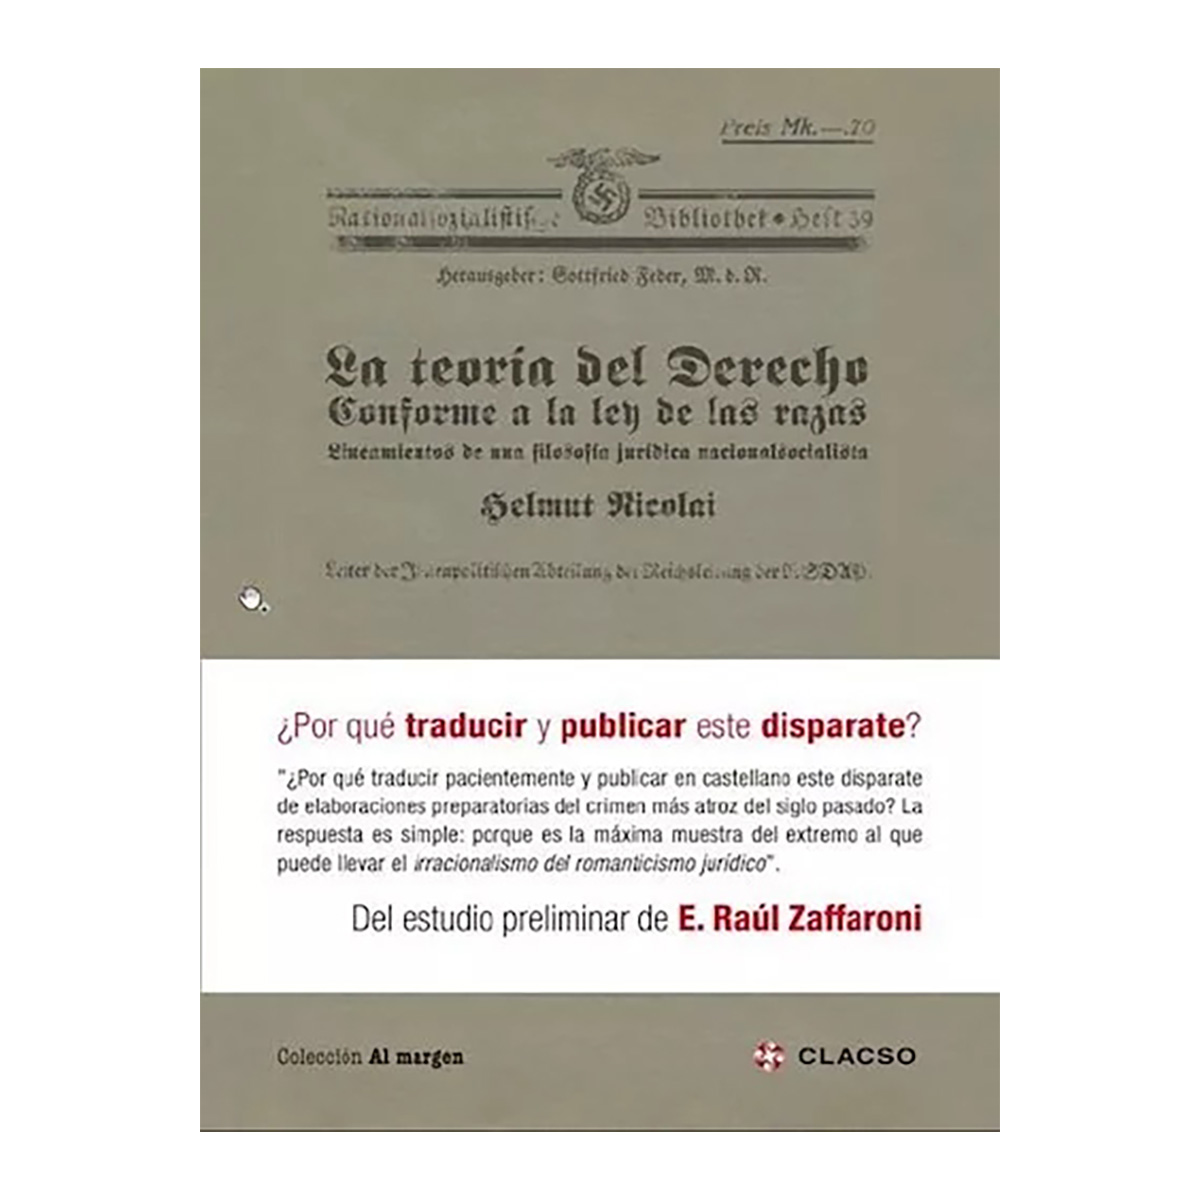 Preis Mk.—.70
Nationalsozialistische Bibliothek • Heft 39
Herausgeber: Gottfried Feder, M. d. R.
La teoría del Derecho
Conforme a la ley de las razas
Lineamientos de una filosofía jurídica nacionalsocialista
Helmut Nicolai
Leiter der Innenpolitischen Abteilung der Reichsleitung der NSDAP.
¿Por qué traducir y publicar este disparate?
"¿Por qué traducir pacientemente y publicar en castellano este disparate
de elaboraciones preparatorias del crimen más atroz del siglo pasado? La
respuesta es simple: porque es la máxima muestra del extremo al que
puede llevar el irracionalismo del romanticismo jurídico".
Del estudio preliminar de E. Raúl Zaffaroni
Colección Al margen
CLACSO